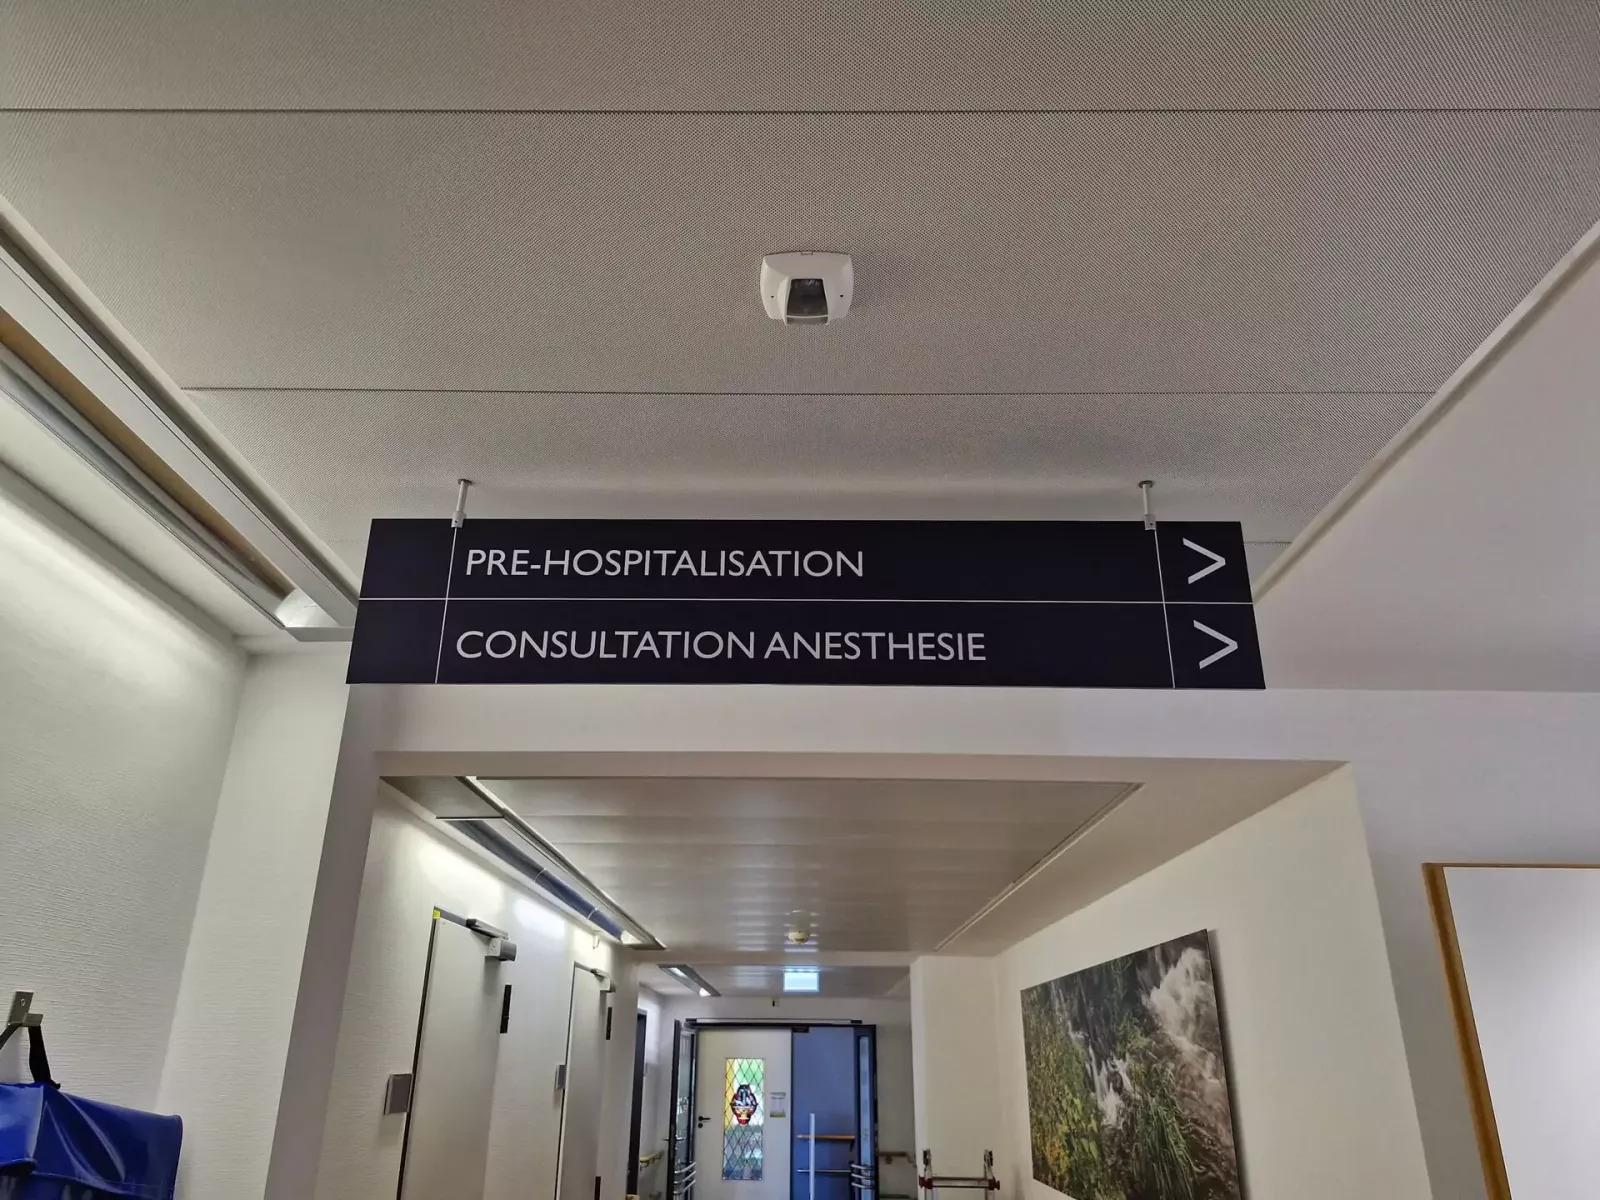 PRE-HOSPITALISATION >
CONSULTATION ANESTHESIE >